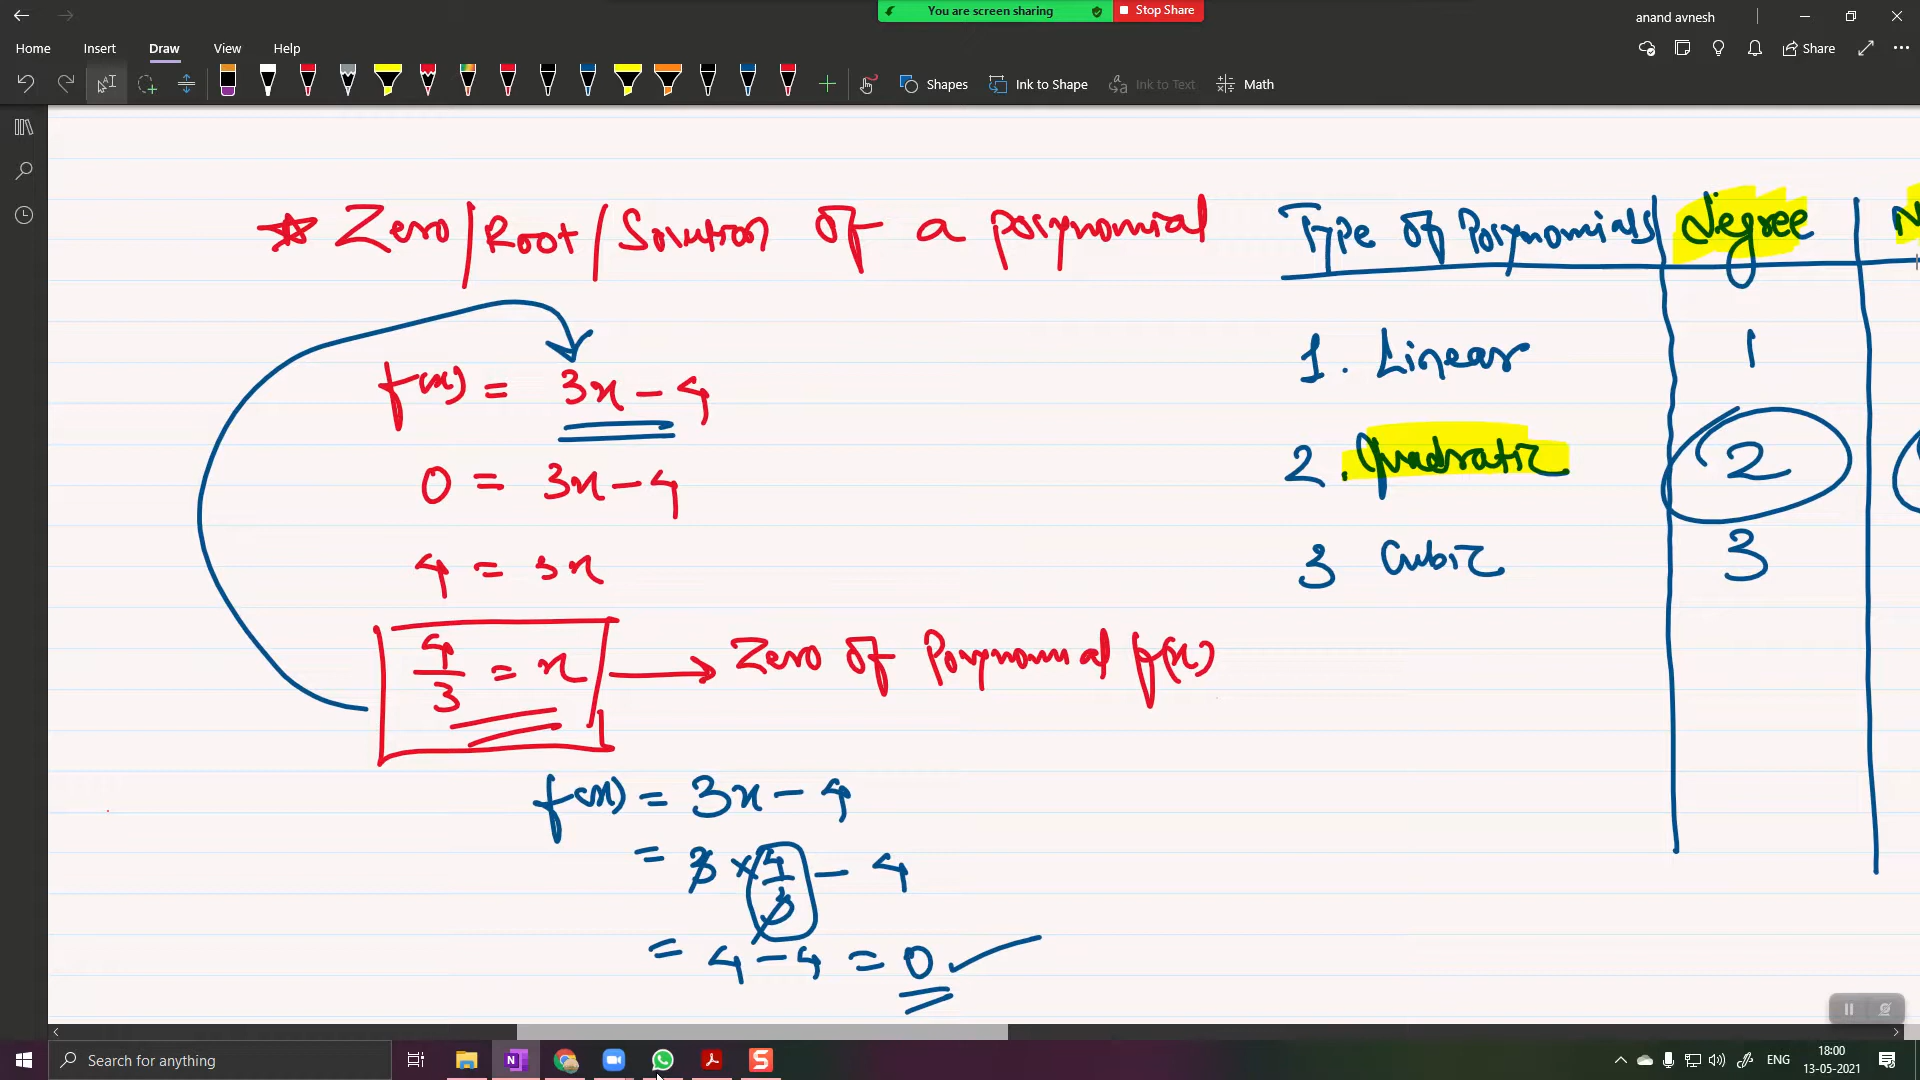 You are screen sharing
Stop Share
anand avnesh
Home Insert Draw View Help
Share
Shapes Ink to Shape Ink to Text Math
Zero/Root/Solution of a polynomial
f(x) = 3x - 4
0 = 3x - 4
4 = 3x
4/3 = x → Zero of Polynomial f(x)
f(x) = 3x - 4
= 3 × 4/3 - 4
= 4 - 4 = 0
Type of Polynomials Degree N
1. Linear 1
2. Quadratic 2
3 Cubic 3
Search for anything
ENG
18:00
13-05-2021